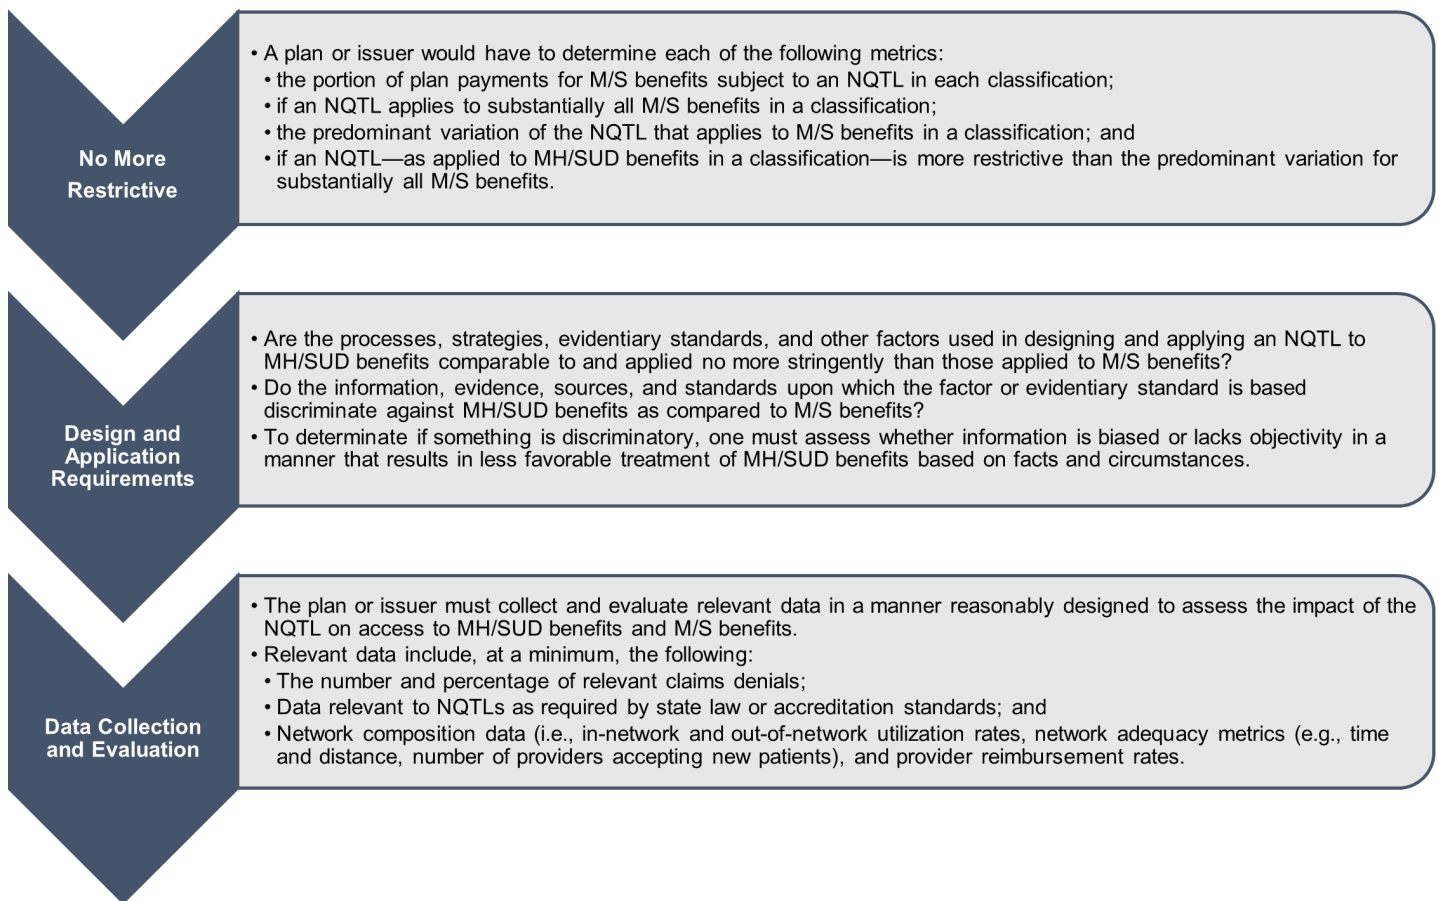 No More
Restrictive
• A plan or issuer would have to determine each of the following metrics:
• the portion of plan payments for M/S benefits subject to an NQTL in each classification;
• if an NQTL applies to substantially all M/S benefits in a classification;
• the predominant variation of the NQTL that applies to M/S benefits in a classification; and
• if an NQTL—as applied to MH/SUD benefits in a classification—is more restrictive than the predominant variation for
substantially all M/S benefits.
Design and
Application
Requirements
• Are the processes, strategies, evidentiary standards, and other factors used in designing and applying an NQTL to
MH/SUD benefits comparable to and applied no more stringently than those applied to M/S benefits?
• Do the information, evidence, sources, and standards upon which the factor or evidentiary standard is based
discriminate against MH/SUD benefits as compared to M/S benefits?
• To determinate if something is discriminatory, one must assess whether information is biased or lacks objectivity in a
manner that results in less favorable treatment of MH/SUD benefits based on facts and circumstances.
Data Collection
and Evaluation
• The plan or issuer must collect and evaluate relevant data in a manner reasonably designed to assess the impact of the
NQTL on access to MH/SUD benefits and M/S benefits.
• Relevant data include, at a minimum, the following:
• The number and percentage of relevant claims denials;
• Data relevant to NQTLs as required by state law or accreditation standards; and
• Network composition data (i.e., in-network and out-of-network utilization rates, network adequacy metrics (e.g., time
and distance, number of providers accepting new patients), and provider reimbursement rates.